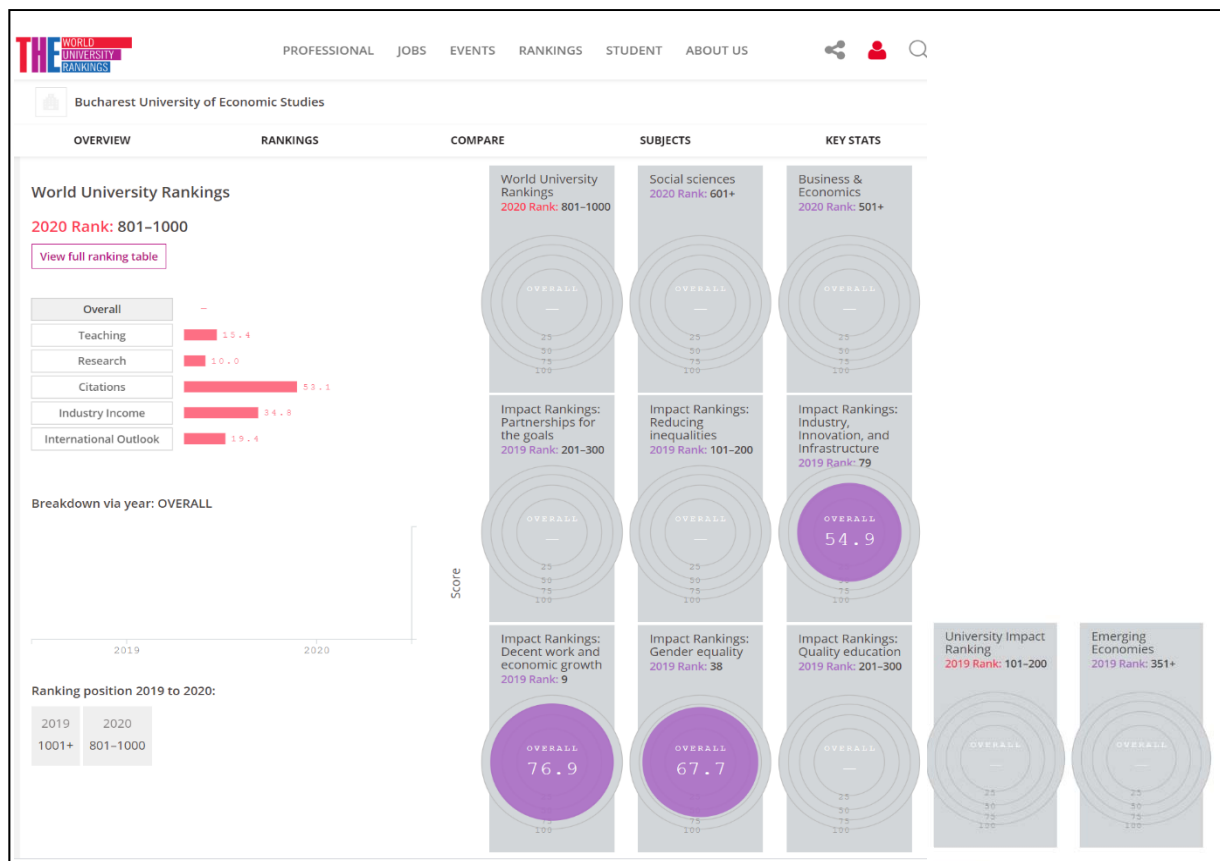 THE WORLD
UNIVERSITY
RANKINGS
PROFESSIONAL JOBS EVENTS RANKINGS STUDENT ABOUT US
Bucharest University of Economic Studies
OVERVIEW RANKINGS COMPARE SUBJECTS KEY STATS
World University Rankings
2020 Rank: 801–1000
View full ranking table
Overall –
Teaching 15.4
Research 10.0
Citations 53.1
Industry Income 34.8
International Outlook 19.4
Breakdown via year: OVERALL
Score
2019 2020
Ranking position 2019 to 2020:
2019 2020
1001+ 801–1000
World University
Rankings
2020 Rank: 801–1000
OVERALL
—
25
50
75
100
Social sciences
2020 Rank: 601+
OVERALL
—
25
50
75
100
Business &
Economics
2020 Rank: 501+
OVERALL
—
25
50
75
100
Impact Rankings:
Partnerships for
the goals
2019 Rank: 201–300
OVERALL
—
25
50
75
100
Impact Rankings:
Reducing
inequalities
2019 Rank: 101–200
OVERALL
—
25
50
75
100
Impact Rankings:
Industry,
Innovation, and
Infrastructure
2019 Rank: 79
OVERALL
54.9
75
100
Impact Rankings:
Decent work and
economic growth
2019 Rank: 9
OVERALL
76.9
100
Impact Rankings:
Gender equality
2019 Rank: 38
OVERALL
67.7
75
100
Impact Rankings:
Quality education
2019 Rank: 201–300
OVERALL
—
25
50
75
100
University Impact
Ranking
2019 Rank: 101–200
OVERALL
—
25
50
75
100
Emerging
Economies
2019 Rank: 351+
OVERALL
—
25
50
75
100